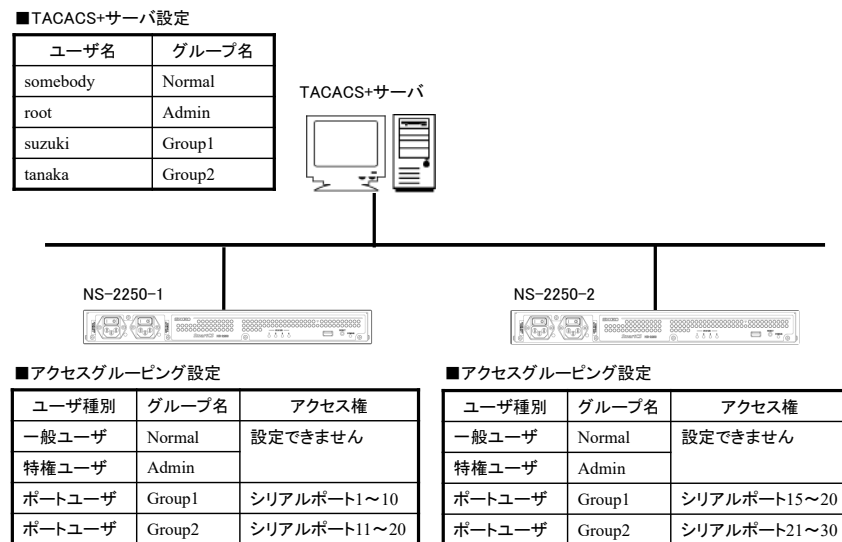 ■TACACS+サーバ設定
ユーザ名 グループ名
somebody Normal
root Admin
suzuki Group1
tanaka Group2
TACACS+サーバ
NS-2250-1
NS-2250-2
■アクセスグルーピング設定
ユーザ種別 グループ名 アクセス権
一般ユーザ Normal 設定できません
特権ユーザ Admin
ポートユーザ Group1 シリアルポート1～10
ポートユーザ Group2 シリアルポート11～20
■アクセスグルーピング設定
ユーザ種別 グループ名 アクセス権
一般ユーザ Normal 設定できません
特権ユーザ Admin
ポートユーザ Group1 シリアルポート15～20
ポートユーザ Group2 シリアルポート21～30